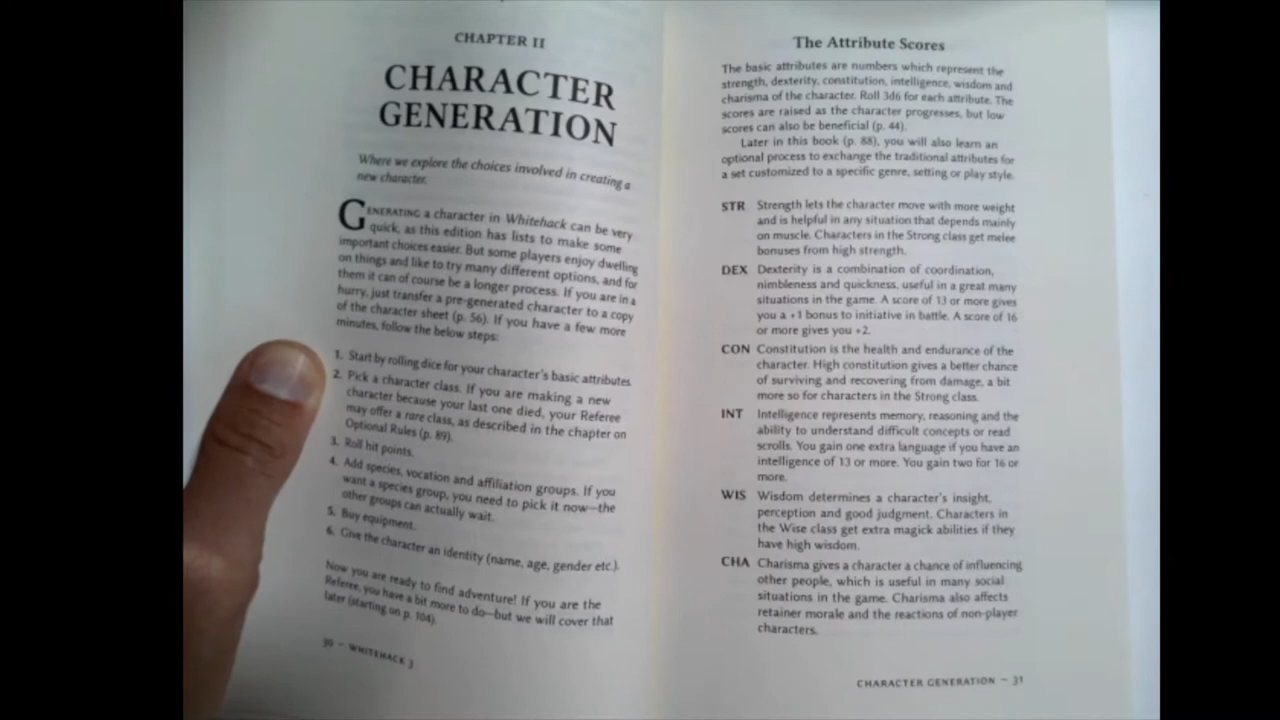 CHAPTER II
CHARACTER
GENERATION
Where we explore the choices involved in creating a
new character.
GENERATING a character in Whitehack can be very
quick, as this edition has lists to make some
important choices easier. But some players enjoy dwelling
on things and like to try many different options, and for
them it can of course be a longer process. If you are in a
hurry, just transfer a pre-generated character to a copy
of the character sheet (p. 56). If you have a few more
minutes, follow the below steps:
1. Start by rolling dice for your character's basic attributes
2. Pick a character class. If you are making a new
character because your last one died, your Referee
may offer a rare class, as described in the chapter on
Optional Rules (p. 89).
3. Roll hit points.
4. Add species, vocation and affiliation groups. If you
want a species group, you need to pick it now—the
other groups can actually wait.
5. Buy equipment.
6. Give the character an identity (name, age, gender etc.).
Now you are ready to find adventure! If you are the
Referee, you have a bit more to do—but we will cover that
later (starting on p. 104).
30 – WHITEHACK 3
The Attribute Scores
The basic attributes are numbers which represent the
strength, dexterity, constitution, intelligence, wisdom and
charisma of the character. Roll 3d6 for each attribute. The
scores are raised as the character progresses, but low
scores can also be beneficial (p. 44).
Later in this book (p. 88), you will also learn an
optional process to exchange the traditional attributes for
a set customized to a specific genre, setting or play style.
STR Strength lets the character move with more weight
and is helpful in any situation that depends mainly
on muscle. Characters in the Strong class get melee
bonuses from high strength.
DEX Dexterity is a combination of coordination,
nimbleness and quickness, useful in a great many
situations in the game. A score of 13 or more gives
you a +1 bonus to initiative in battle. A score of 16
or more gives you +2.
CON Constitution is the health and endurance of the
character. High constitution gives a better chance
of surviving and recovering from damage, a bit
more so for characters in the Strong class.
INT Intelligence represents memory, reasoning and the
ability to understand difficult concepts or read
scrolls. You gain one extra language if you have an
intelligence of 13 or more. You gain two for 16 or
more.
WIS Wisdom determines a character's insight,
perception and good judgment. Characters in
the Wise class get extra magick abilities if they
have high wisdom.
CHA Charisma gives a character a chance of influencing
other people, which is useful in many social
situations in the game. Charisma also affects
retainer morale and the reactions of non-player
characters.
CHARACTER GENERATION – 31